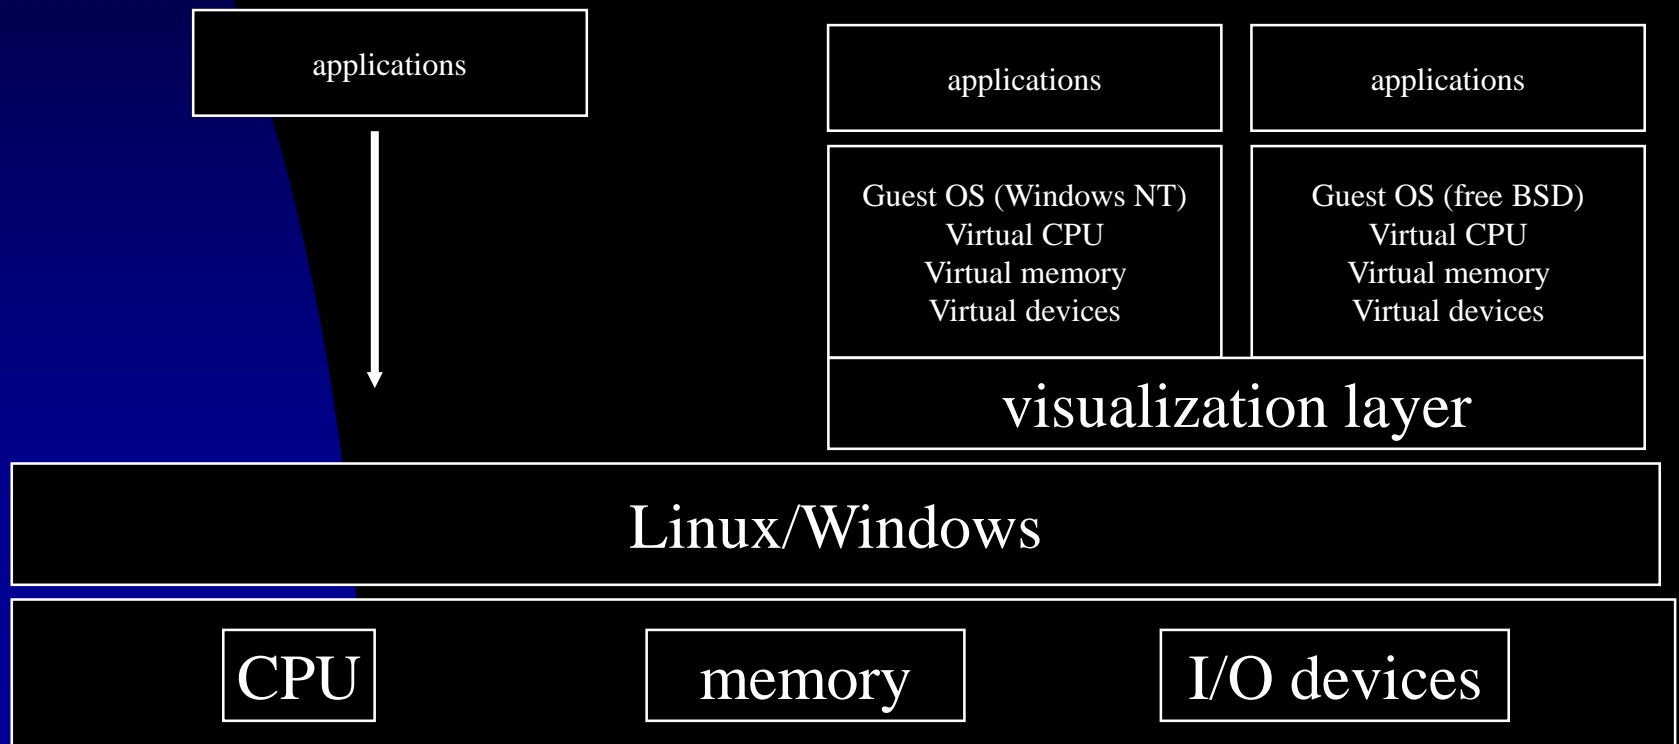 applications
applications
applications
Guest OS (Windows NT)
Virtual CPU
Virtual memory
Virtual devices
Guest OS (free BSD)
Virtual CPU
Virtual memory
Virtual devices
visualization layer
Linux/Windows
CPU
memory
I/O devices